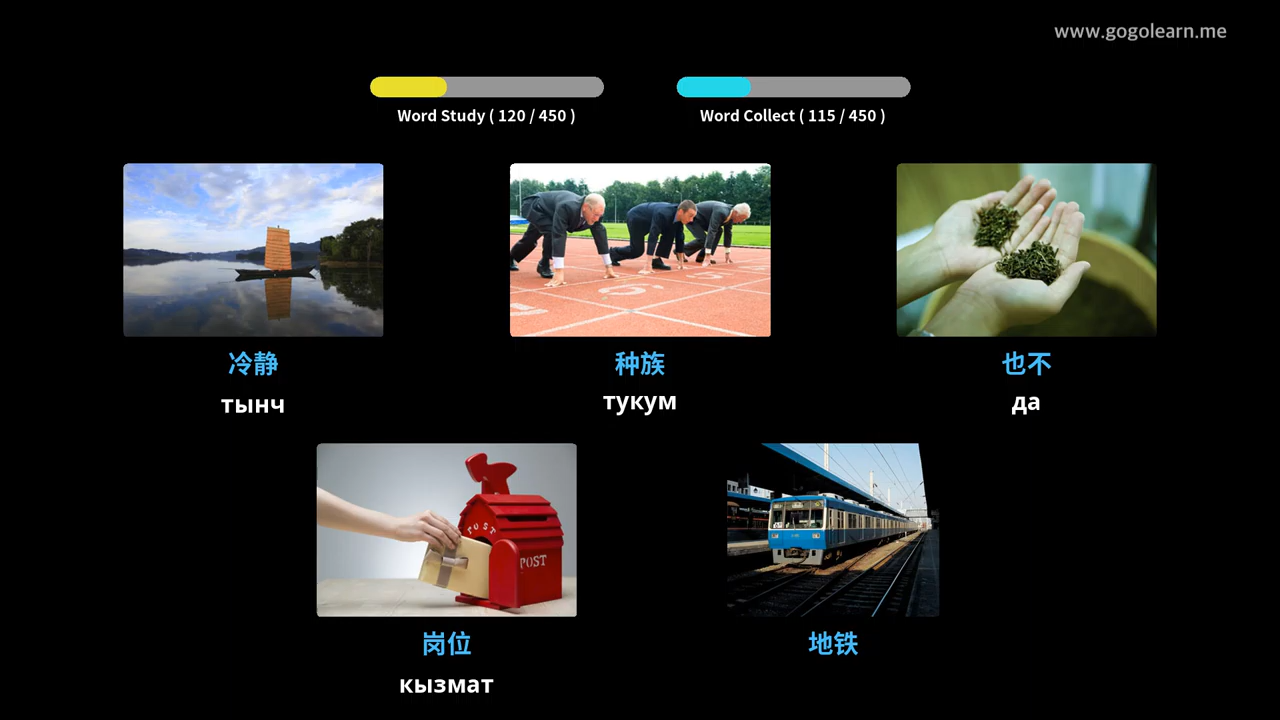 www.gogolearn.me
Word Study ( 120 / 450 )
Word Collect ( 115 / 450 )
冷静
тынч
种族
тукум
也不
да
POST
POST
岗位
кызмат
地铁